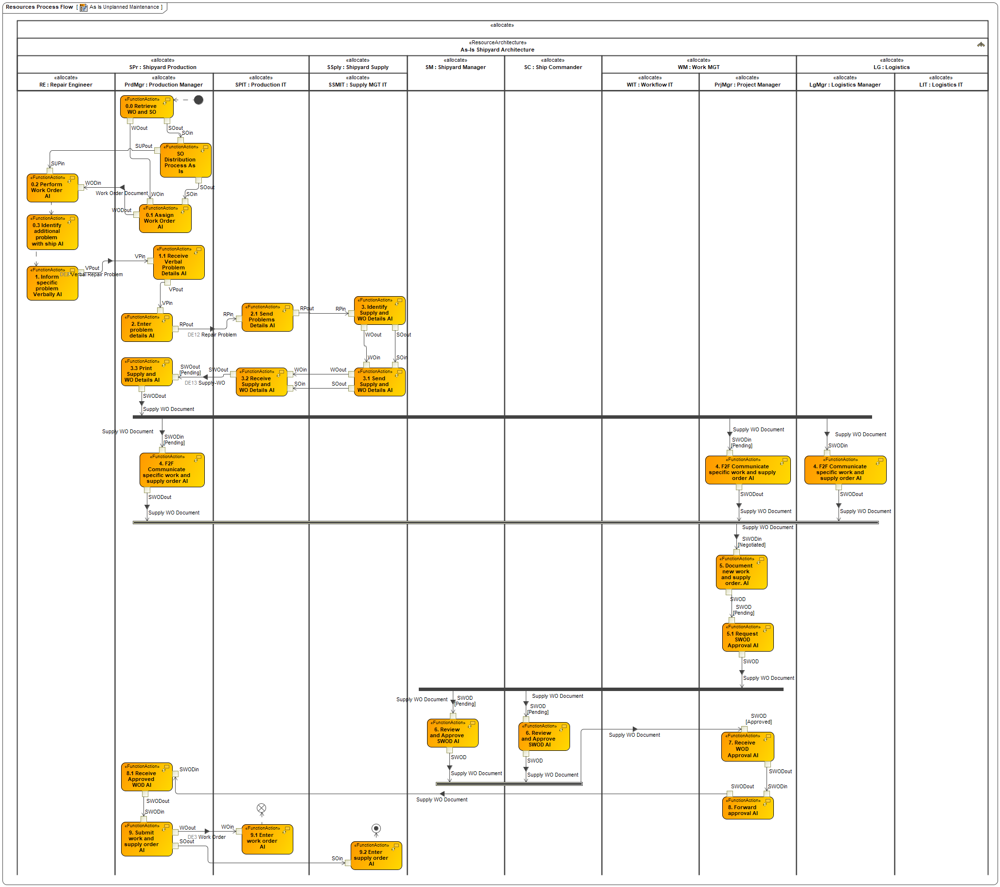 Resources Process Flow [ As Is Unplanned Maintenance ]
«allocate»
«ResourceArchitecture»
As-Is Shipyard Architecture
«allocate»
SPr : Shipyard Production
«allocate»
SSply : Shipyard Supply
«allocate»
SM : Shipyard Manager
«allocate»
SC : Ship Commander
«allocate»
WM : Work MGT
«allocate»
LG : Logistics
«allocate»
RE : Repair Engineer
«allocate»
PrdMgr : Production Manager
«allocate»
SPIT : Production IT
«allocate»
SSMIT : Supply MGT IT
«allocate»
WIT : Workflow IT
«allocate»
PrjMgr : Project Manager
«allocate»
LgMgr : Logistics Manager
«allocate»
LIT : Logistics IT
«FunctionAction»
0.0 Retrieve
WO and SO
WOout
SOout
SOin
«FunctionAction»
SO
Distribution
Process As
Is
SUPout
SUPin
SOout
«FunctionAction»
0.2 Perform
Work Order
AI
WODin
Work Order Document
WOin
SOin
WODout
«FunctionAction»
0.1 Assign
Work Order
AI
«FunctionAction»
0.3 Identify
additional
problem
with ship AI
«FunctionAction»
1.1 Receive
Verbal
Problem
Details AI
VPin
VPout
DE2 Verbal Repair Problem
«FunctionAction»
1. Inform
specific
problem
Verbally AI
VPout
VPin
«FunctionAction»
2. Enter
problem
details AI
RPout
DE12 Repair Problem
RPin
«FunctionAction»
2.1 Send
Problems
Details AI
RPout
RPin
«FunctionAction»
3. Identify
Supply and
WO Details AI
WOout
SOout
WOin
SOin
«FunctionAction»
3.1 Send
Supply and
WO Details AI
WOout
SOout
WOin
SOin
«FunctionAction»
3.2 Receive
Supply and
WO Details AI
SWOout
SWOout
[Pending]
DE13 Supply-WO
«FunctionAction»
3.3 Print
Supply and
WO Details AI
SWODout
Supply WO Document
Supply WO Document
SWODin
[Pending]
«FunctionAction»
4. F2F
Communicate
specific work and
supply order AI
SWODout
Supply WO Document
Supply WO Document
SWODin
[Pending]
«FunctionAction»
4. F2F Communicate
specific work and supply
order AI
SWODout
Supply WO Document
Supply WO Document
SWODin
«FunctionAction»
4. F2F Communicate
specific work and
supply order AI
SWODout
Supply WO Document
Supply WO Document
SWODin
[Negotiated]
«FunctionAction»
5. Document
new work
and supply
order. AI
SWOD
SWOD
[Pending]
«FunctionAction»
5.1 Request
SWOD
Approval AI
SWOD
Supply WO Document
Supply WO Document
SWOD
[Pending]
«FunctionAction»
6. Review
and Approve
SWOD AI
SWOD
Supply WO Document
Supply WO Document
SWOD
[Pending]
«FunctionAction»
6. Review
and Approve
SWOD AI
SWOD
Supply WO Document
Supply WO Document
SWOD
[Approved]
«FunctionAction»
7. Receive
WOD
Approval AI
SWODout
SWODin
SWODout
«FunctionAction»
8. Forward
approval AI
Supply WO Document
SWODin
«FunctionAction»
8.1 Receive
Approved
WOD AI
SWODout
SWODin
«FunctionAction»
9. Submit
work and
supply order
AI
WOout
DE3 Work Order
SOout
WOin
«FunctionAction»
9.1 Enter
work order
AI
SOin
«FunctionAction»
9.2 Enter
supply order
AI